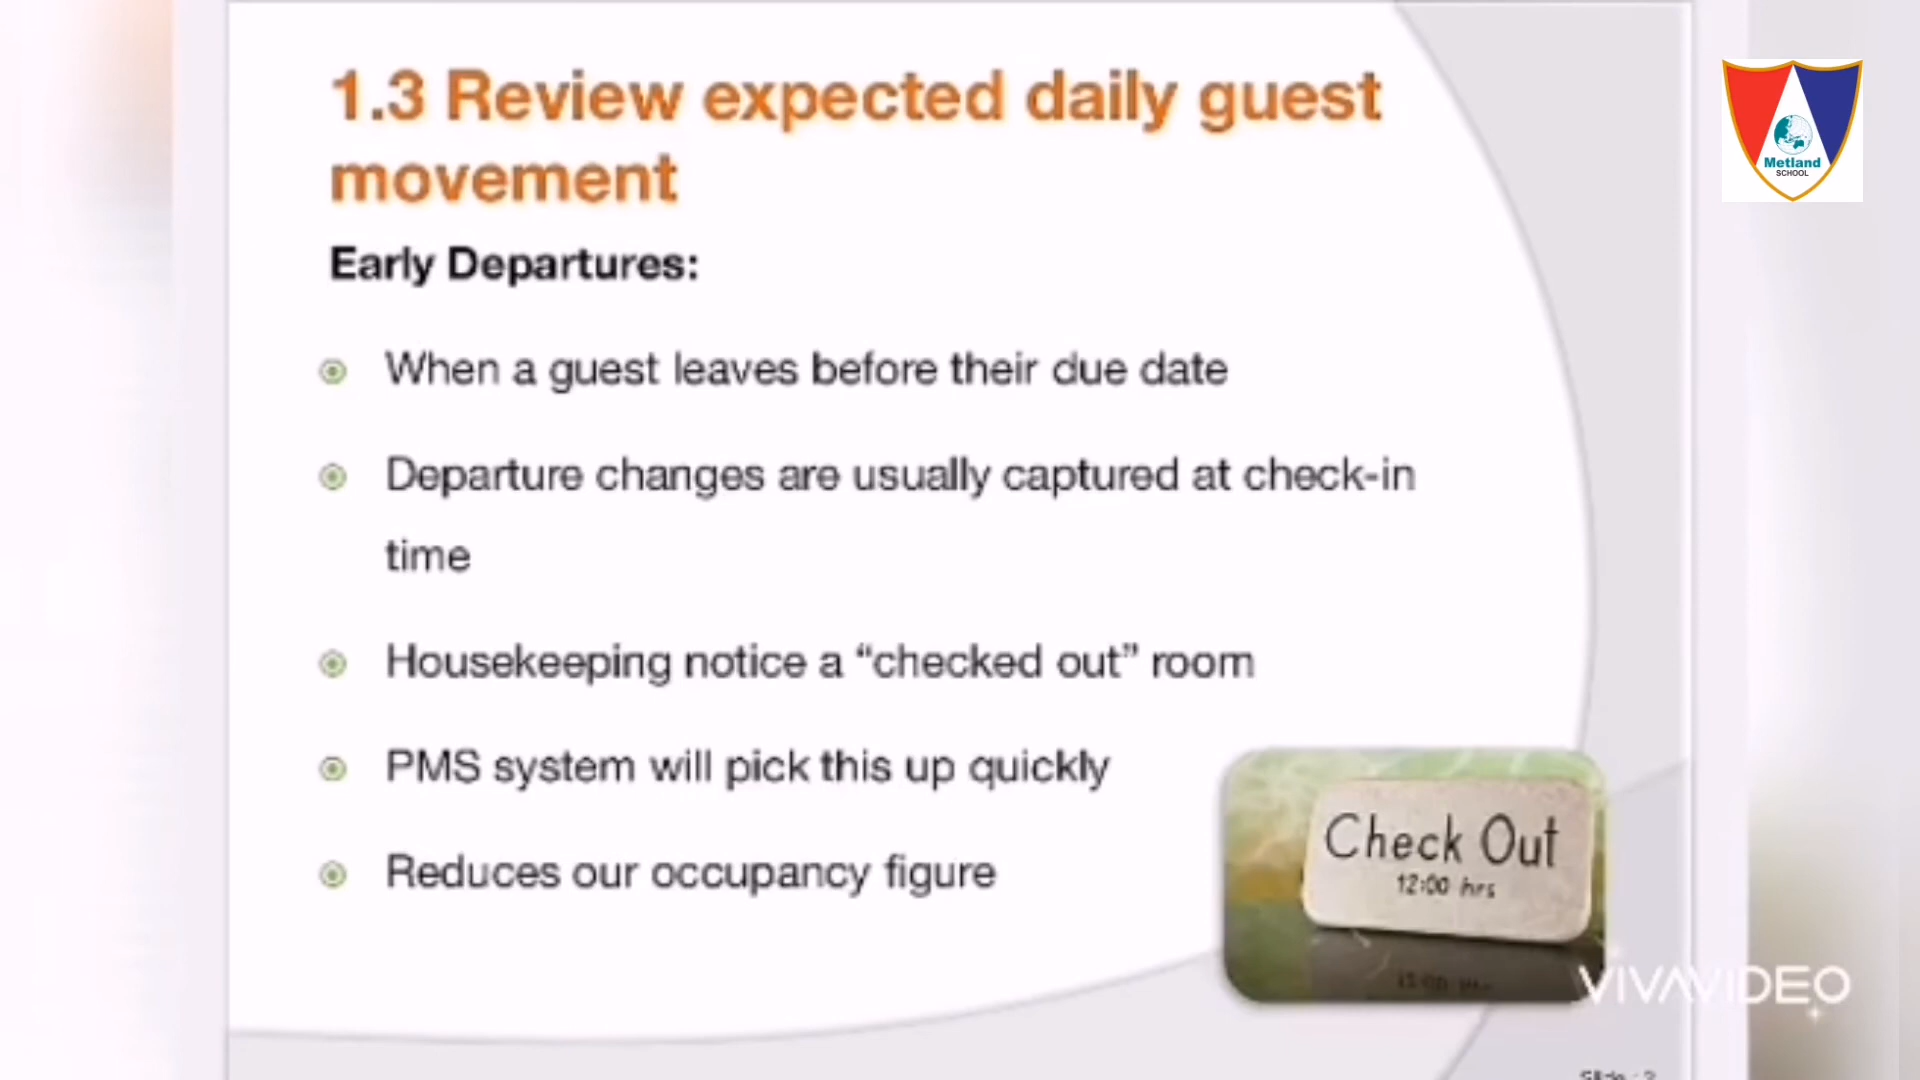 1.3 Review expected daily guest
movement
Early Departures:
When a guest leaves before their due date
Departure changes are usually captured at check-in
time
Housekeeping notice a “checked out” room
PMS system will pick this up quickly
Reduces our occupancy figure
Check Out
12:00 hrs
Metland
SCHOOL
VIVAVIDEO